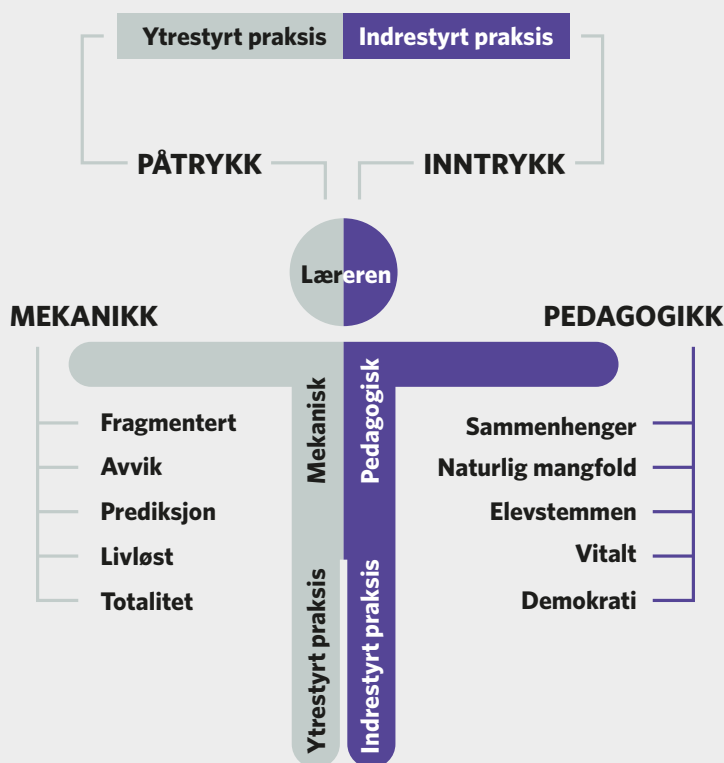 Ytrestyrt praksis Indrestyrt praksis
PÅTRYKK INNTRYKK
Læreren
MEKANIKK PEDAGOGIKK
Mekanisk
Pedagogisk
Fragmentert
Avvik
Prediksjon
Livløst
Totalitet
Sammenhenger
Naturlig mangfold
Elevstemmen
Vitalt
Demokrati
Ytrestyrt praksis
Indrestyrt praksis